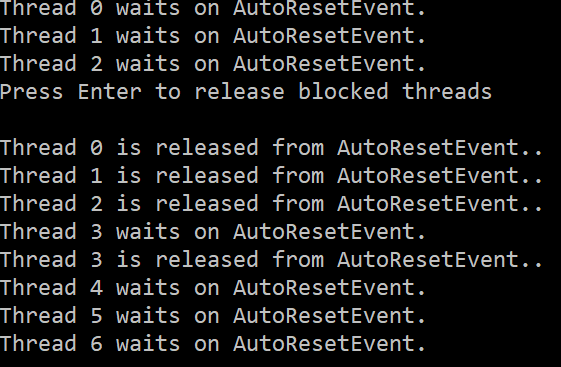 Thread 0 waits on AutoResetEvent.
Thread 1 waits on AutoResetEvent.
Thread 2 waits on AutoResetEvent.
Press Enter to release blocked threads
Thread 0 is released from AutoResetEvent..
Thread 1 is released from AutoResetEvent..
Thread 2 is released from AutoResetEvent..
Thread 3 waits on AutoResetEvent.
Thread 3 is released from AutoResetEvent..
Thread 4 waits on AutoResetEvent.
Thread 5 waits on AutoResetEvent.
Thread 6 waits on AutoResetEvent.